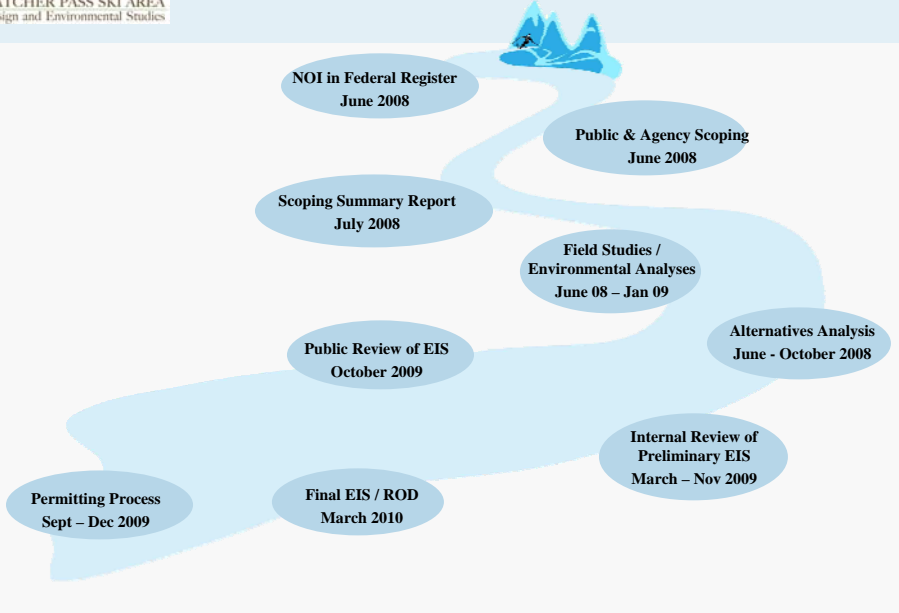 PASS SKI AREA
and Environmental Studies
NOI in Federal Register
June 2008
Public & Agency Scoping
June 2008
Scoping Summary Report
July 2008
Field Studies /
Environmental Analyses
June 08 – Jan 09
Alternatives Analysis
June - October 2008
Public Review of EIS
October 2009
Internal Review of
Preliminary EIS
March – Nov 2009
Permitting Process
Sept – Dec 2009
Final EIS / ROD
March 2010